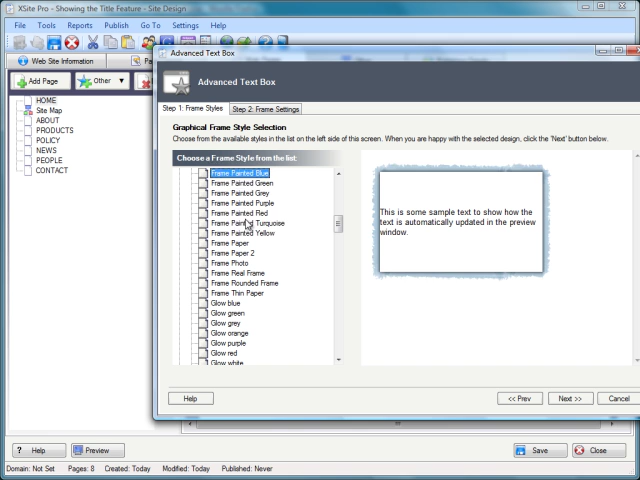 XSite Pro - Showing the Title Feature - Site Design
File Tools Reports Publish Go To Settings Help
Web Site Information
Pa
Add Page Other
HOME
Site Map
ABOUT
PRODUCTS
POLICY
NEWS
PEOPLE
CONTACT
Advanced Text Box
Advanced Text Box
Step 1: Frame Styles Step 2: Frame Settings
Graphical Frame Style Selection
Choose from the available styles in the list on the left side of this screen. When you are happy with the selected design, click the 'Next' button below.
Choose a Frame Style from the list:
Frame Painted Blue
Frame Painted Green
Frame Painted Grey
Frame Painted Purple
Frame Painted Red
Frame Painted Turquoise
Frame Painted Yellow
Frame Paper
Frame Paper 2
Frame Photo
Frame Real Frame
Frame Rounded Frame
Frame Thin Paper
Glow blue
Glow green
Glow grey
Glow orange
Glow purple
Glow red
Glow white
This is some sample text to show how the
text is automatically updated in the preview
window.
Help << Prev Next >> Cancel
? Help Preview Save Close
Domain: Not Set Pages: 8 Created: Today Modified: Today Published: Never